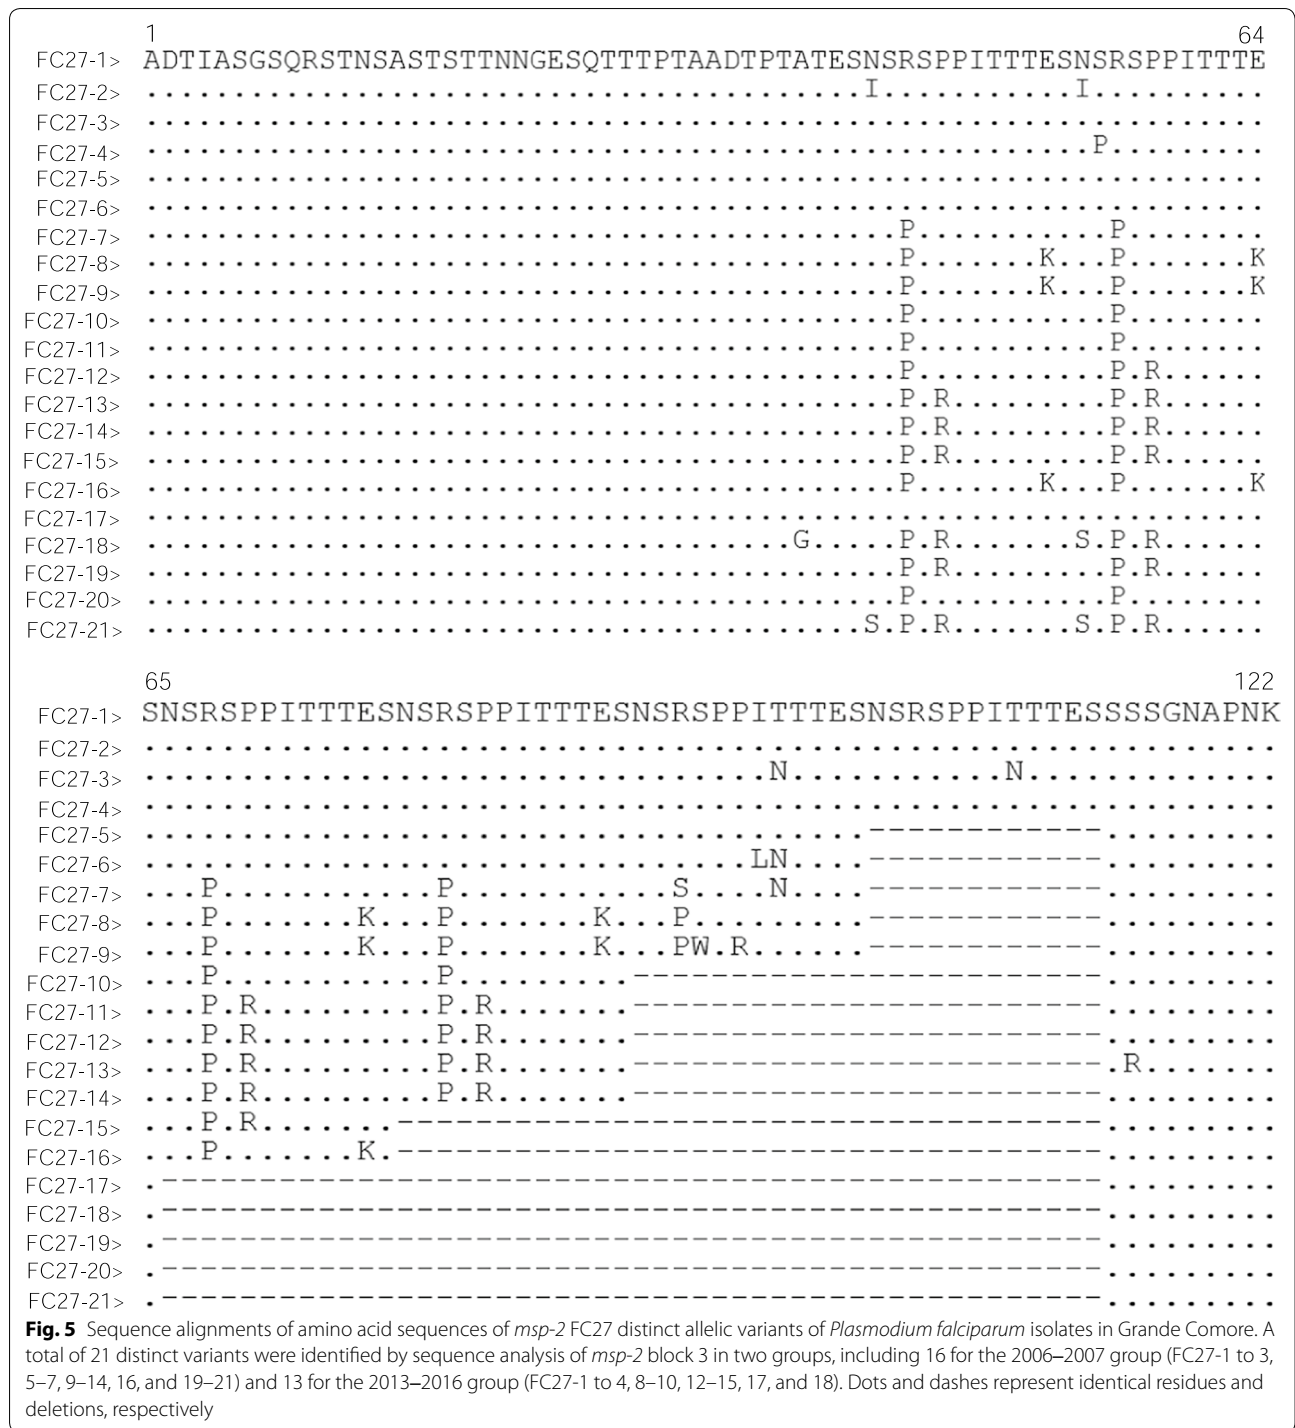 1 64
FC27-1> ADTIASGSQRSTNSASTSTTNNGESQTTTPTAADTPTATESNSRSPPITTTESNSRSPPITTTE
FC27-2> .........................................I...........I..........
FC27-3> ................................................................
FC27-4> ......................................................P.........
FC27-5> ................................................................
FC27-6> ................................................................
FC27-7> ...........................................P...........P........
FC27-8> ...........................................P.......K...P.......K
FC27-9> ...........................................P.......K...P.......K
FC27-10> ...........................................P...........P........
FC27-11> ...........................................P...........P........
FC27-12> ...........................................P...........P.R......
FC27-13> ...........................................P.R.........P.R......
FC27-14> ...........................................P.R.........P.R......
FC27-15> ...........................................P.R.........P.R......
FC27-16> ...........................................P.......K...P.......K
FC27-17> ................................................................
FC27-18> .....................................G.....P.R.......S.P.R......
FC27-19> ...........................................P.R.........P.R......
FC27-20> ...........................................P...........P........
FC27-21> .........................................S.P.R.......S.P.R......
65 122
FC27-1> SNSRSPPITTTESNSRSPPITTTESNSRSPPITTTESNSRSPPITTTESSSSGNAPNK
FC27-2> ..........................................................
FC27-3> ................................N...........N.............
FC27-4> ..........................................................
FC27-5> .....................................------------.........
FC27-6> ...............................LN....------------.........
FC27-7> ...P...........P...........S....N....------------.........
FC27-8> ...P.......K...P.......K...P.........------------.........
FC27-9> ...P.......K...P.......K...PW.R......------------.........
FC27-10> ...P...........P.........------------------------.........
FC27-11> ...P.R.........P.R.......------------------------.........
FC27-12> ...P.R.........P.R.......------------------------.........
FC27-13> ...P.R.........P.R.......------------------------.R.......
FC27-14> ...P.R.........P.R.......------------------------.........
FC27-15> ...P.R.......------------------------------------.........
FC27-16> ...P.......K.------------------------------------.........
FC27-17> .------------------------------------------------.........
FC27-18> .------------------------------------------------.........
FC27-19> .------------------------------------------------.........
FC27-20> .------------------------------------------------.........
FC27-21> .------------------------------------------------.........
Fig. 5 Sequence alignments of amino acid sequences of msp-2 FC27 distinct allelic variants of Plasmodium falciparum isolates in Grande Comore. A
total of 21 distinct variants were identified by sequence analysis of msp-2 block 3 in two groups, including 16 for the 2006–2007 group (FC27-1 to 3,
5–7, 9–14, 16, and 19–21) and 13 for the 2013–2016 group (FC27-1 to 4, 8–10, 12–15, 17, and 18). Dots and dashes represent identical residues and
deletions, respectively